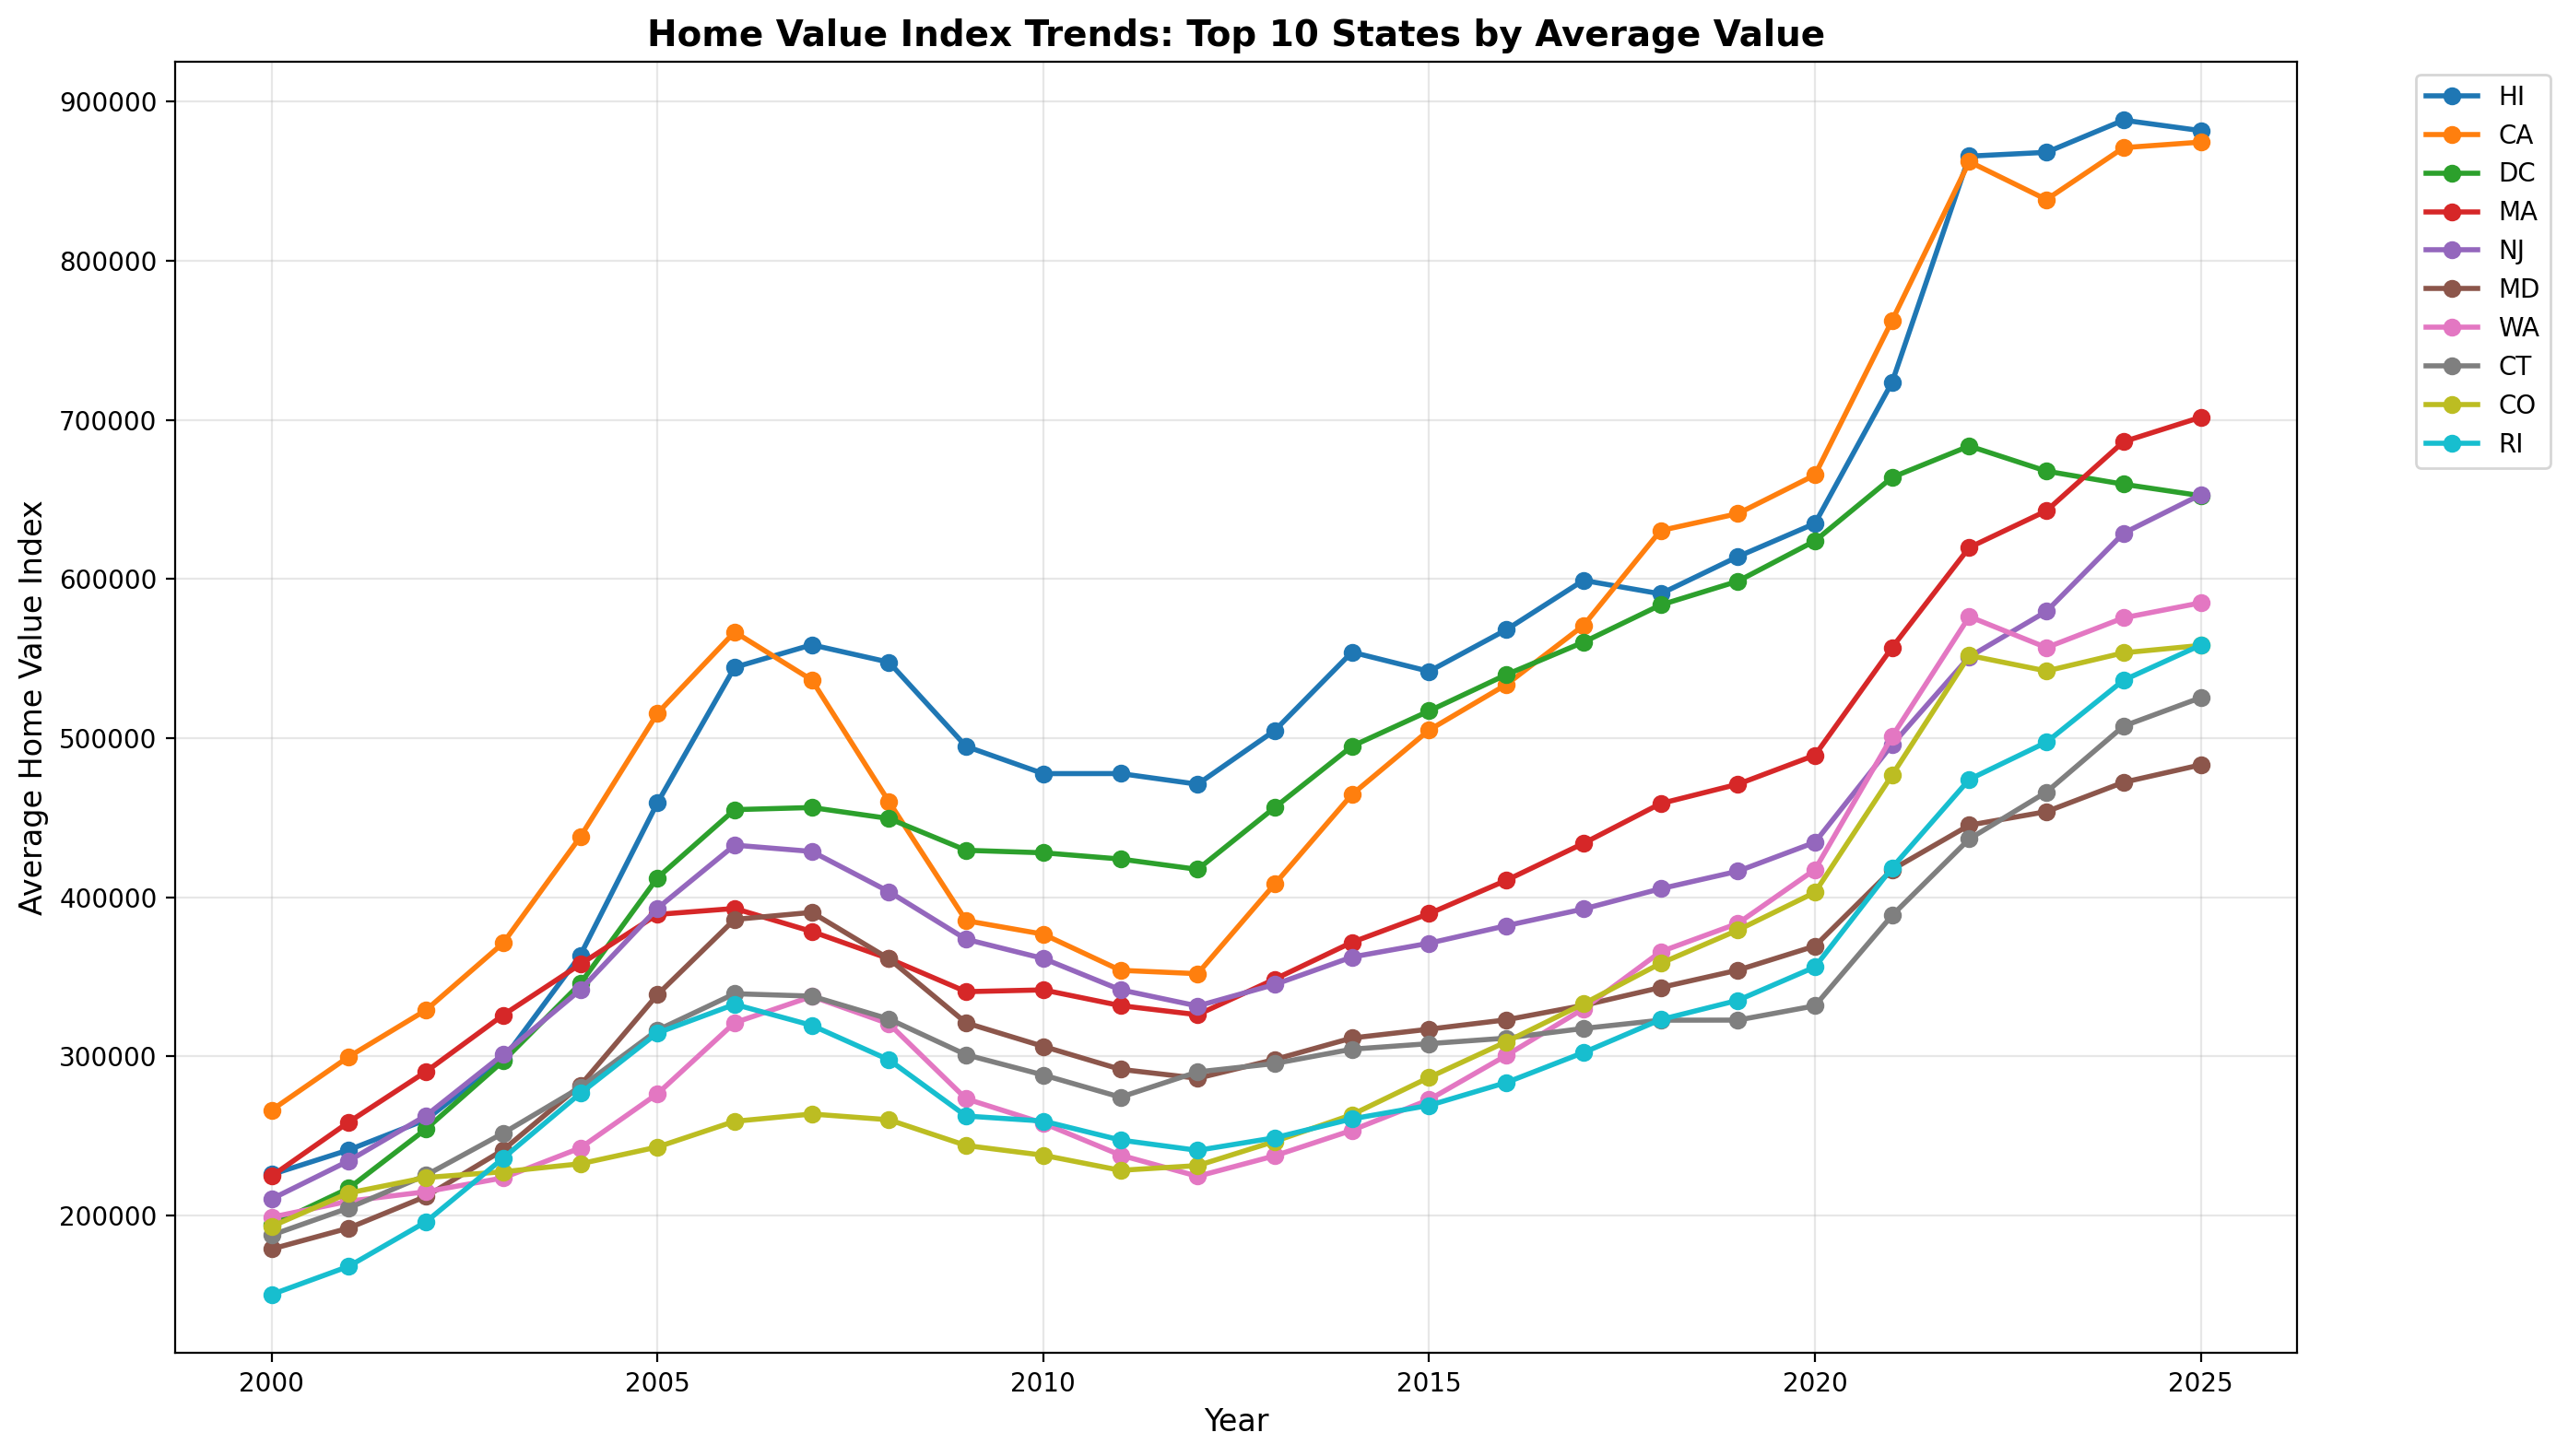 Home Value Index Trends: Top 10 States by Average Value
900000
800000
700000
600000
500000
400000
300000
200000
Average Home Value Index
2000 2005 2010 2015 2020 2025
Year
HI
CA
DC
MA
NJ
MD
WA
CT
CO
RI